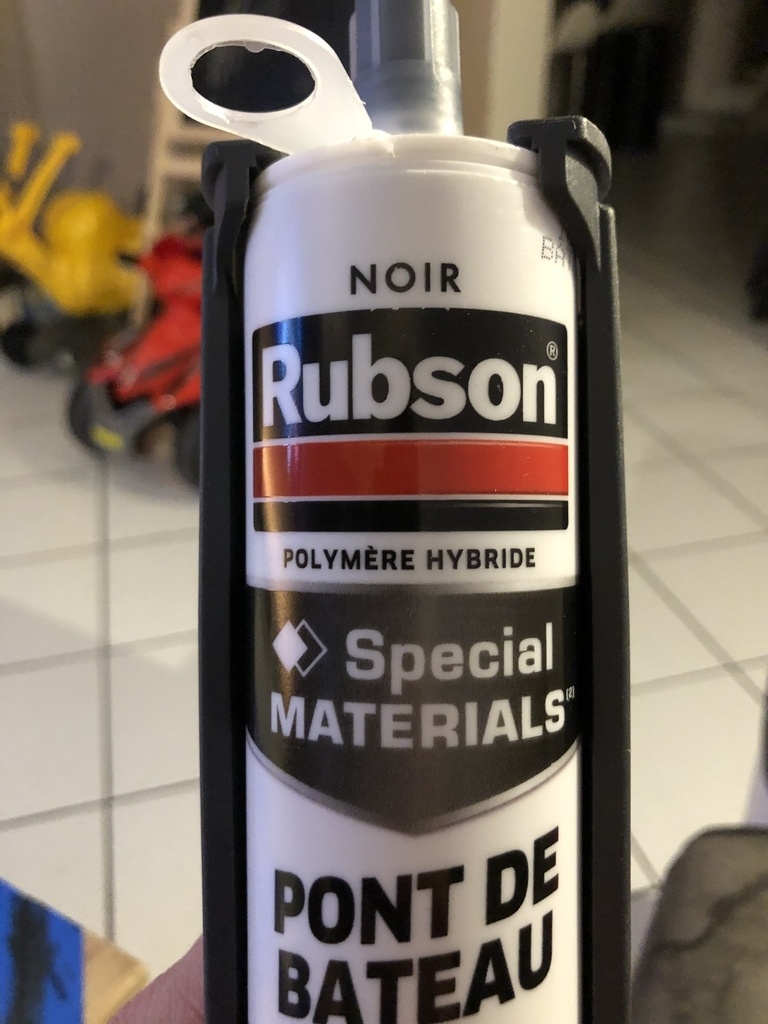 NOIR
Rubson®
POLYMÈRE HYBRIDE
Special
MATERIALS(2)
PONT DE
BATEAU